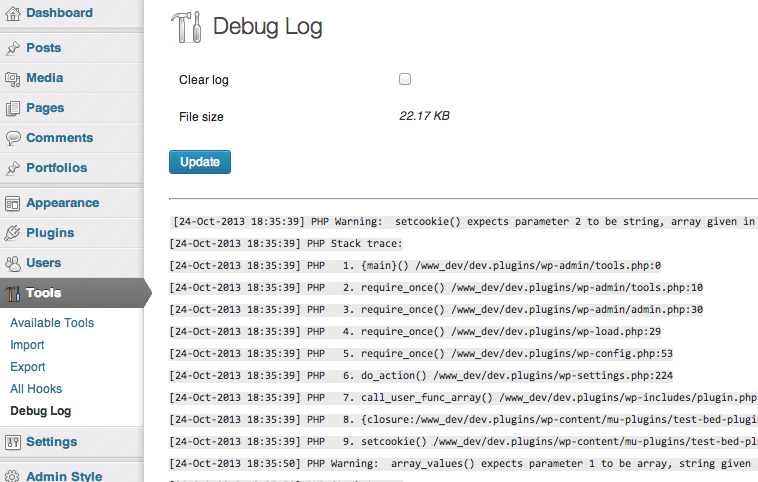 Dashboard
Posts
Media
Pages
Comments
Portfolios
Appearance
Plugins
Users
Tools
Available Tools
Import
Export
All Hooks
Debug Log
Settings
Admin Style
Debug Log
Clear log
File size 22.17 KB
Update
[24-Oct-2013 18:35:39] PHP Warning:  setcookie() expects parameter 2 to be string, array given in
[24-Oct-2013 18:35:39] PHP Stack trace:
[24-Oct-2013 18:35:39] PHP   1. {main}() /www_dev/dev.plugins/wp-admin/tools.php:0
[24-Oct-2013 18:35:39] PHP   2. require_once() /www_dev/dev.plugins/wp-admin/tools.php:10
[24-Oct-2013 18:35:39] PHP   3. require_once() /www_dev/dev.plugins/wp-admin/admin.php:30
[24-Oct-2013 18:35:39] PHP   4. require_once() /www_dev/dev.plugins/wp-load.php:29
[24-Oct-2013 18:35:39] PHP   5. require_once() /www_dev/dev.plugins/wp-config.php:53
[24-Oct-2013 18:35:39] PHP   6. do_action() /www_dev/dev.plugins/wp-settings.php:224
[24-Oct-2013 18:35:39] PHP   7. call_user_func_array() /www_dev/dev.plugins/wp-includes/plugin.php
[24-Oct-2013 18:35:39] PHP   8. {closure:/www_dev/dev.plugins/wp-content/mu-plugins/test-bed-plugi
[24-Oct-2013 18:35:39] PHP   9. setcookie() /www_dev/dev.plugins/wp-content/mu-plugins/test-bed-pl
[24-Oct-2013 18:35:50] PHP Warning:  array_values() expects parameter 1 to be array, string given